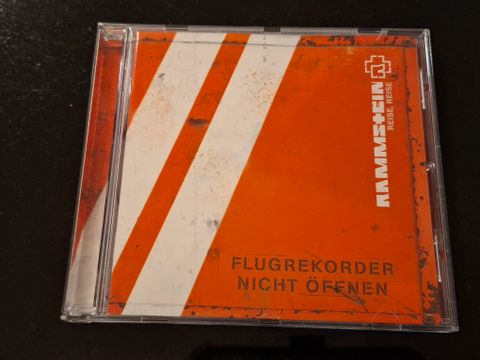 RAMMSTEIN
REISE, REISE
FLUGREKORDER
NICHT ÖFFNEN